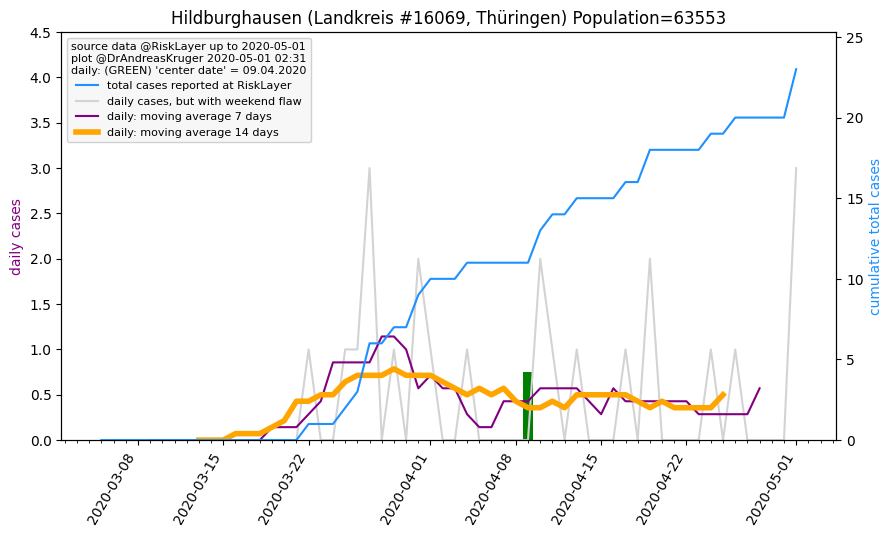 Hildburghausen (Landkreis #16069, Thüringen) Population=63553
source data @RiskLayer up to 2020-05-01
plot @DrAndreasKruger 2020-05-01 02:31
daily: (GREEN) 'center date' = 09.04.2020
total cases reported at RiskLayer
daily cases, but with weekend flaw
daily: moving average 7 days
daily: moving average 14 days
daily cases
4.5
4.0
3.5
3.0
2.5
2.0
1.5
1.0
0.5
0.0
25
20
15
10
5
0
cumulative total cases
2020-03-08
2020-03-15
2020-03-22
2020-04-01
2020-04-08
2020-04-15
2020-04-22
2020-05-01